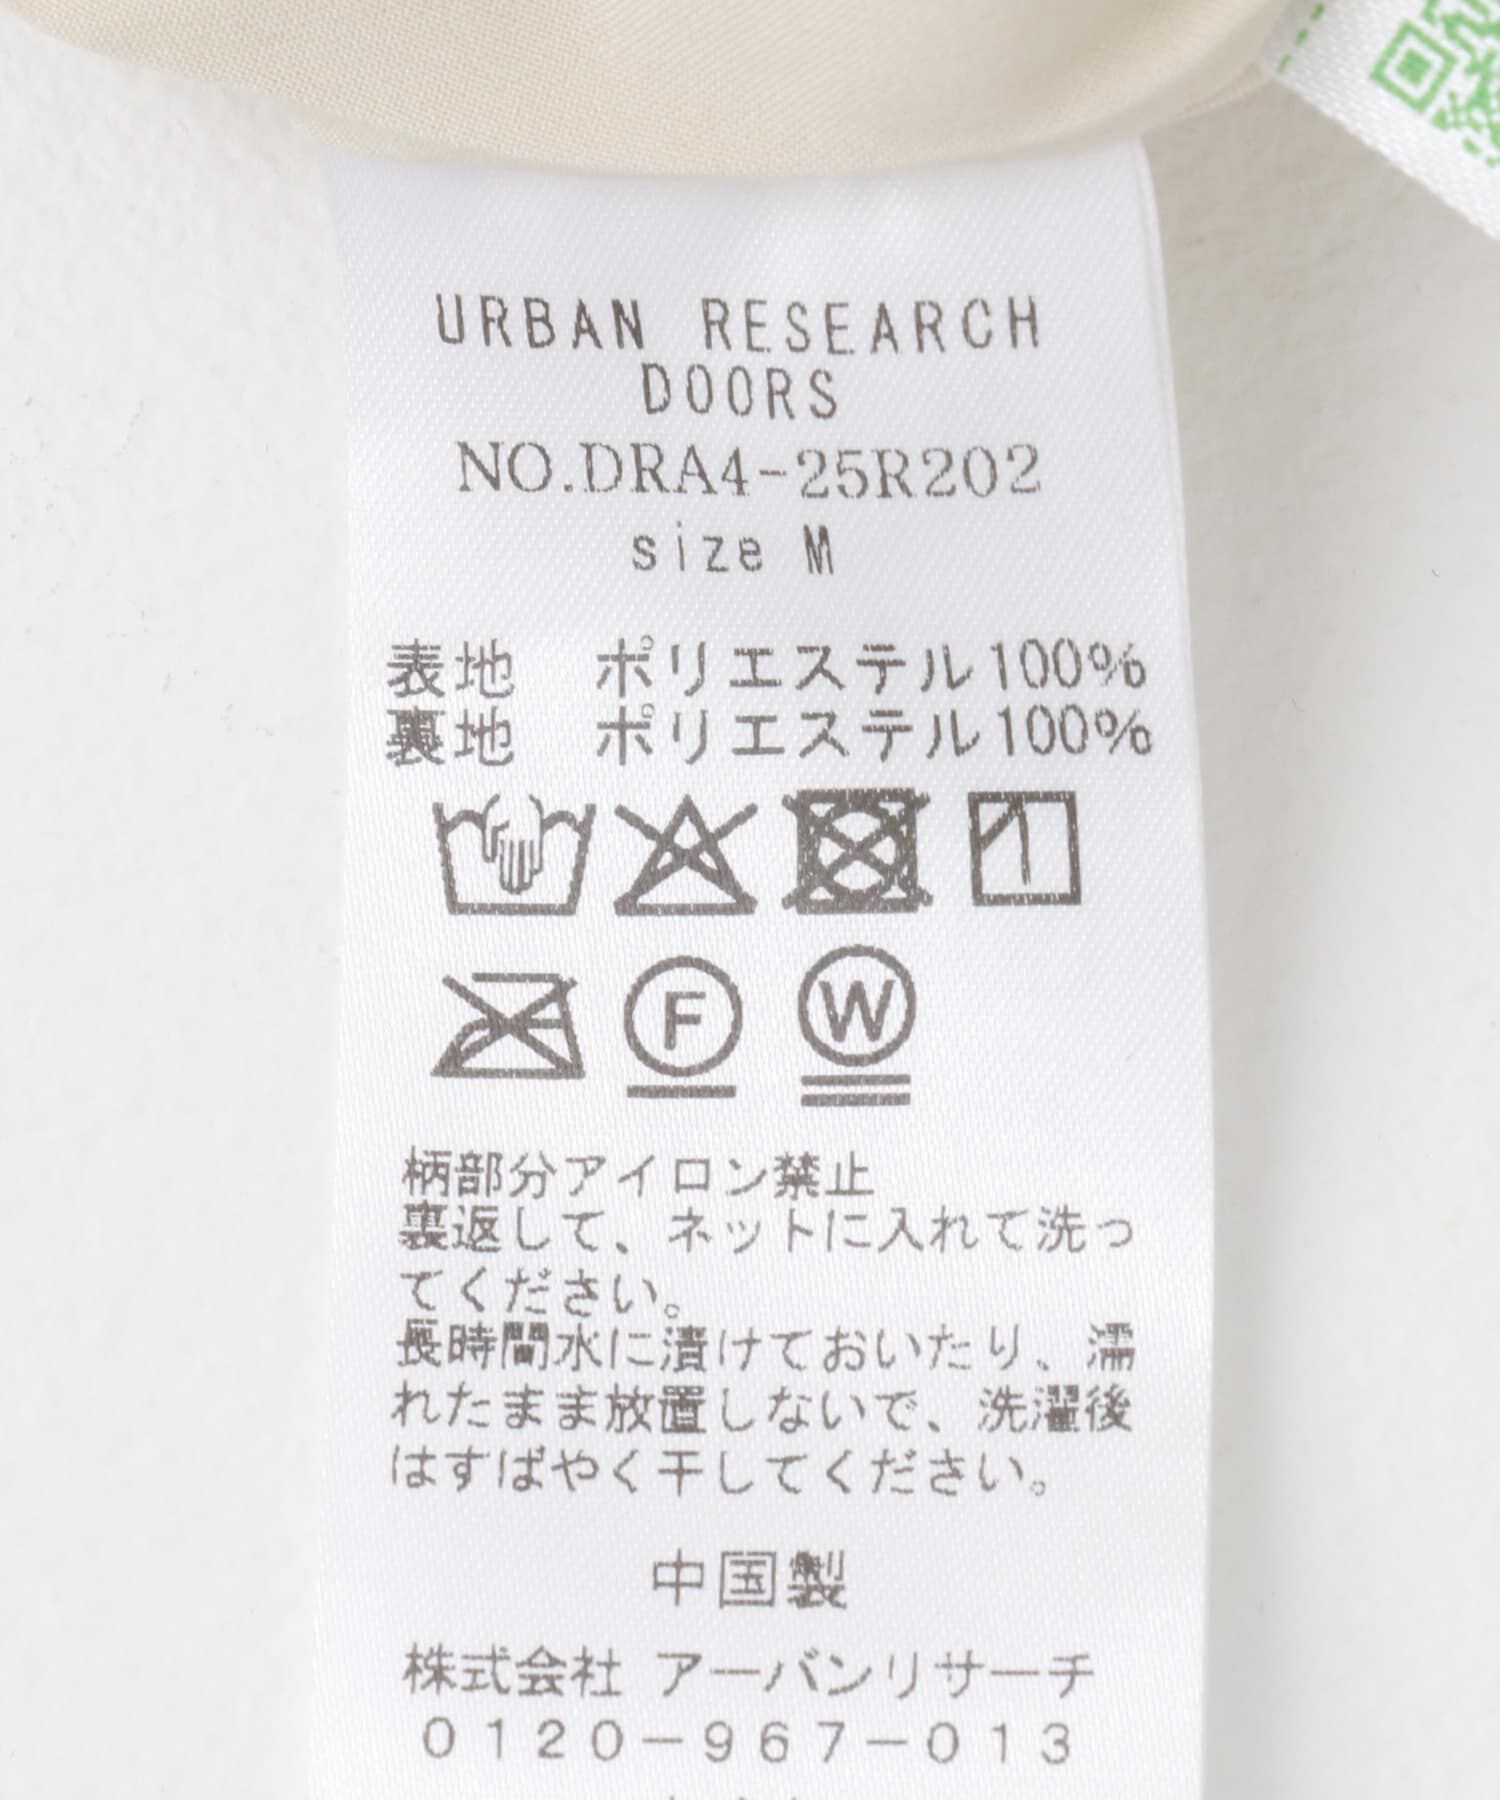 URBAN RESEARCH
DOORS
NO.DRA4-25R202
size M
表地　ポリエステル100%
裏地　ポリエステル100%
F W
柄部分アイロン禁止
裏返して、ネットに入れて洗っ
てください。
長時間水に漬けておいたり、濡
れたまま放置しないで、洗濯後
はすばやく干してください。
中国製
株式会社 アーバンリサーチ
0120-967-013